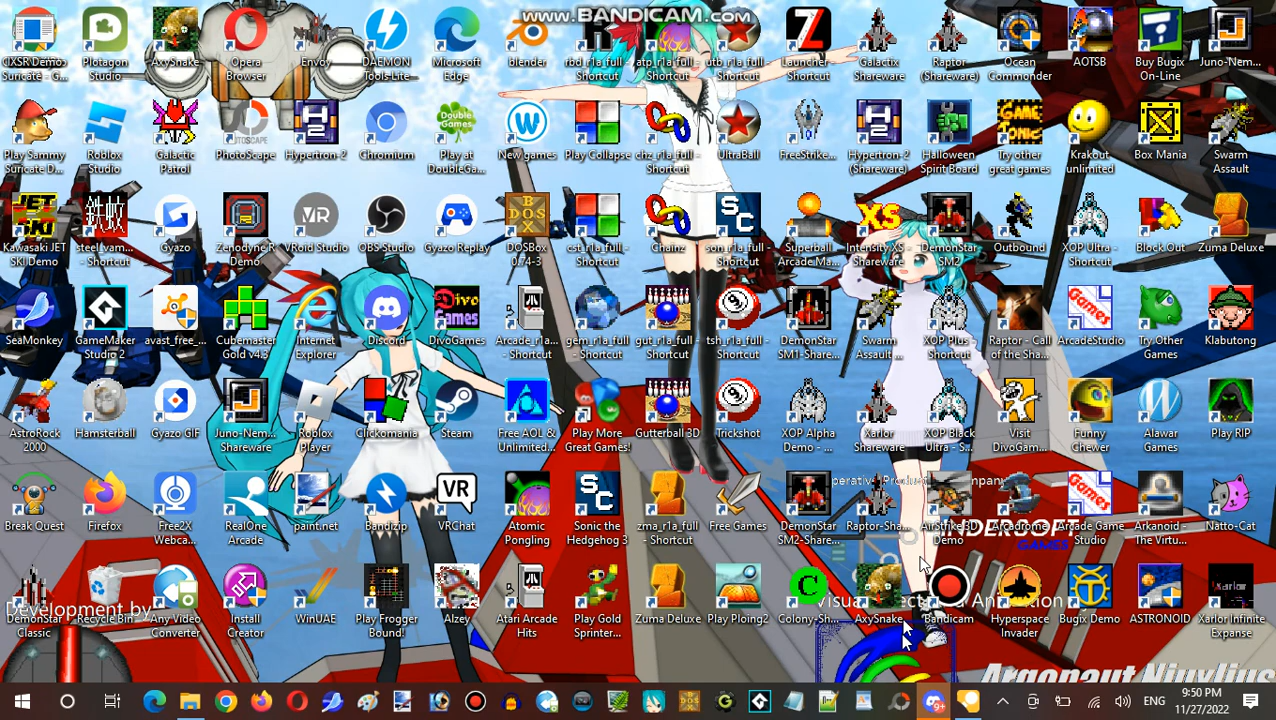 www.BANDICAM.com
CIXSR Demo:
Suricate - G...
Plotagon
Studio
AxySnake
Opera
Browser
Envoy
DAEMON
Tools Lite
Microsoft
Edge
blender
rbd_r1a_full -
Shortcut
atp_r1a_full -
Shortcut
utb_r1a_full -
Shortcut
Launcher -
Shortcut
Galactix
Shareware
Raptor
(Shareware)
Ocean
Commonder
AOTSB
Buy Bugix
On-Line
Juno-Nem...
Play Sammy
Suricate D...
Roblox
Studio
Galactic
Patrol
PhotoScape
Hypertron-2
Chromium
Play at
DoubleGa...
New games
Play Collapse
chz_r1a_full -
Shortcut
UltraBall
FreeStrike...
Hypertron-2
(Shareware)
Halloween
Spirit Board
Try other
great games
Krakout
unlimited
Box Mania
Swarm
Assault
Kawasaki JET
SKI Demo
steel_vam...
- Shortcut
Gyazo
Zenodyne R
Demo
VRoid Studio
OBS Studio
Gyazo Replay
DOSBox
0.74-3
cst_r1a_full -
Shortcut
Chainz
son_r1a_full -
Shortcut
Superball
Arcade Ma...
Intensity XS -
Shareware
DemonStar
SM2
Outbound
XOP Ultra -
Shortcut
Block Out
Zuma Deluxe
SeaMonkey
GameMaker
Studio 2
avast_free_...
Cubemaster
Gold v4.3
Internet
Explorer
Discord
DivoGames
Arcade_r1a...
- Shortcut
gem_r1a_full -
Shortcut
gut_r1a_full -
Shortcut
tsh_r1a_full -
Shortcut
DemonStar
SM1-Share...
Swarm
Assault ...
XOP Plus -
Shortcut
Raptor - Call
of the Sha...
ArcadeStudio
Try Other
Games
Klabutong
AstroRock
2000
Hamsterball
Gyazo GIF
Juno-Nem...
Shareware
Roblox
Player
Clickomania
Steam
Free AOL &
Unlimited...
Play More
Great Games!
Gutterball 3D
Trickshot
XOP Alpha
Demo - ...
Xarlor
Shareware
XOP Black
Ultra - S...
Visit
DivoGam...
Funny
Chewer
Alawar
Games
Play RIP
Break Quest
Firefox
Free2X
Webca...
RealOne
Arcade
paint.net
Bandizip
VRChat
Atomic
Pongling
Sonic the
Hedgehog 3
zma_r1a_full
- Shortcut
Free Games
DemonStar
SM2-Share...
Raptor-Sha...
AirStrike 3D
Demo
Arcadrome
Arcade Game
Studio
Arkanoid -
The Virtu...
Natto-Cat
DemonStar
Classic
Recycle Bin
Any Video
Converter
Install
Creator
WinUAE
Play Frogger
Bound!
Alzey
Atari Arcade
Hits
Play Gold
Sprinter...
Zuma Deluxe
Play Ploing2
Colony-Sh...
AxySnake
Bandicam
Hyperspace
Invader
Bugix Demo
ASTRONOID
Xarlor Infinite
Expanse
Development by
Argonaut
ENG
9:50 PM
11/27/2022